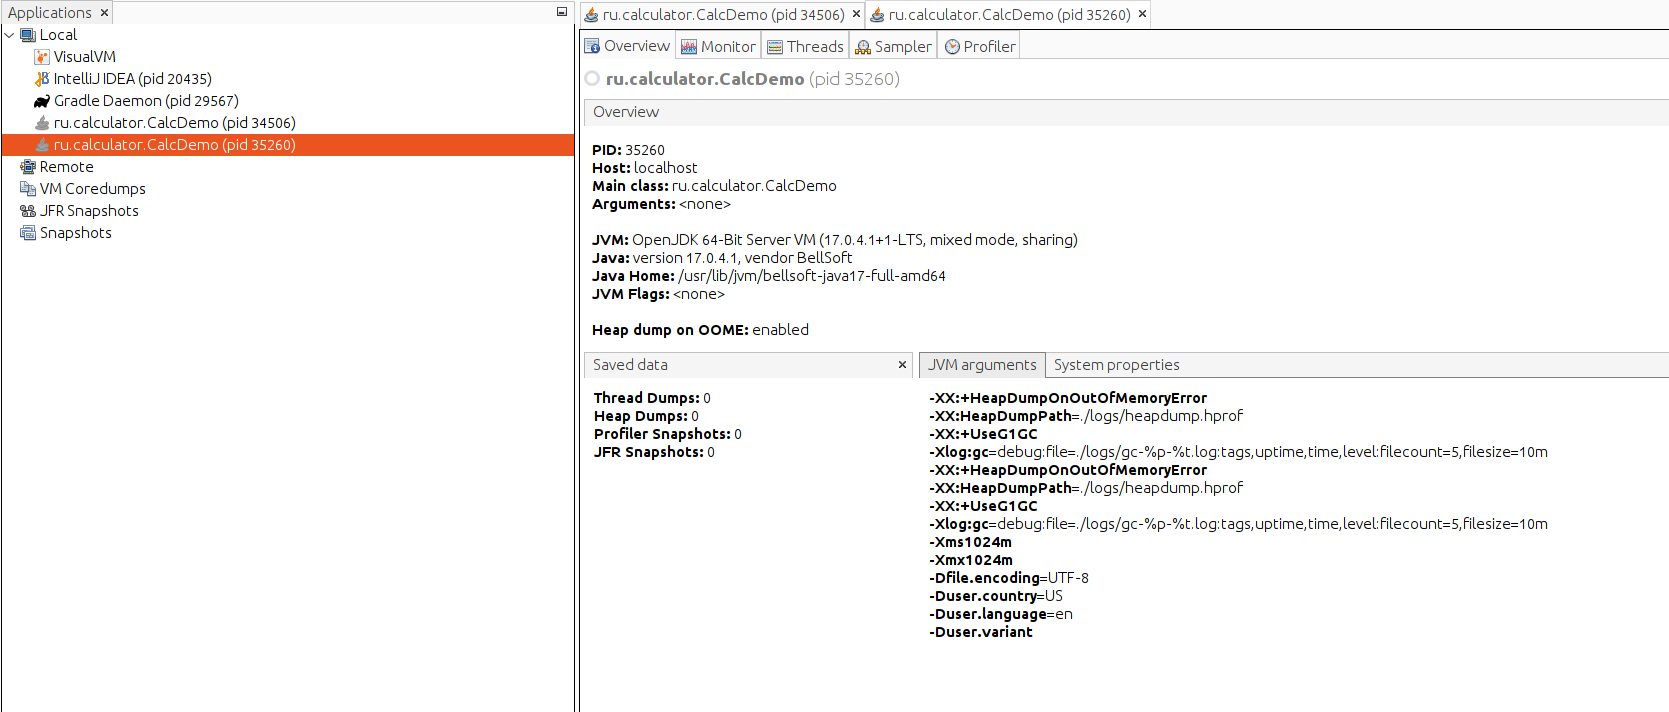 Applications
Local
VisualVM
IntelliJ IDEA (pid 20435)
Gradle Daemon (pid 29567)
ru.calculator.CalcDemo (pid 34506)
ru.calculator.CalcDemo (pid 35260)
Remote
VM Coredumps
JFR Snapshots
Snapshots
ru.calculator.CalcDemo (pid 34506) ru.calculator.CalcDemo (pid 35260)
Overview Monitor Threads Sampler Profiler
ru.calculator.CalcDemo (pid 35260)
Overview
PID: 35260
Host: localhost
Main class: ru.calculator.CalcDemo
Arguments: <none>
JVM: OpenJDK 64-Bit Server VM (17.0.4.1+1-LTS, mixed mode, sharing)
Java: version 17.0.4.1, vendor BellSoft
Java Home: /usr/lib/jvm/bellsoft-java17-full-amd64
JVM Flags: <none>
Heap dump on OOME: enabled
Saved data
Thread Dumps: 0
Heap Dumps: 0
Profiler Snapshots: 0
JFR Snapshots: 0
JVM arguments System properties
-XX:+HeapDumpOnOutOfMemoryError
-XX:HeapDumpPath=./logs/heapdump.hprof
-XX:+UseG1GC
-Xlog:gc=debug:file=./logs/gc-%p-%t.log:tags,uptime,time,level:filecount=5,filesize=10m
-XX:+HeapDumpOnOutOfMemoryError
-XX:HeapDumpPath=./logs/heapdump.hprof
-XX:+UseG1GC
-Xlog:gc=debug:file=./logs/gc-%p-%t.log:tags,uptime,time,level:filecount=5,filesize=10m
-Xms1024m
-Xmx1024m
-Dfile.encoding=UTF-8
-Duser.country=US
-Duser.language=en
-Duser.variant